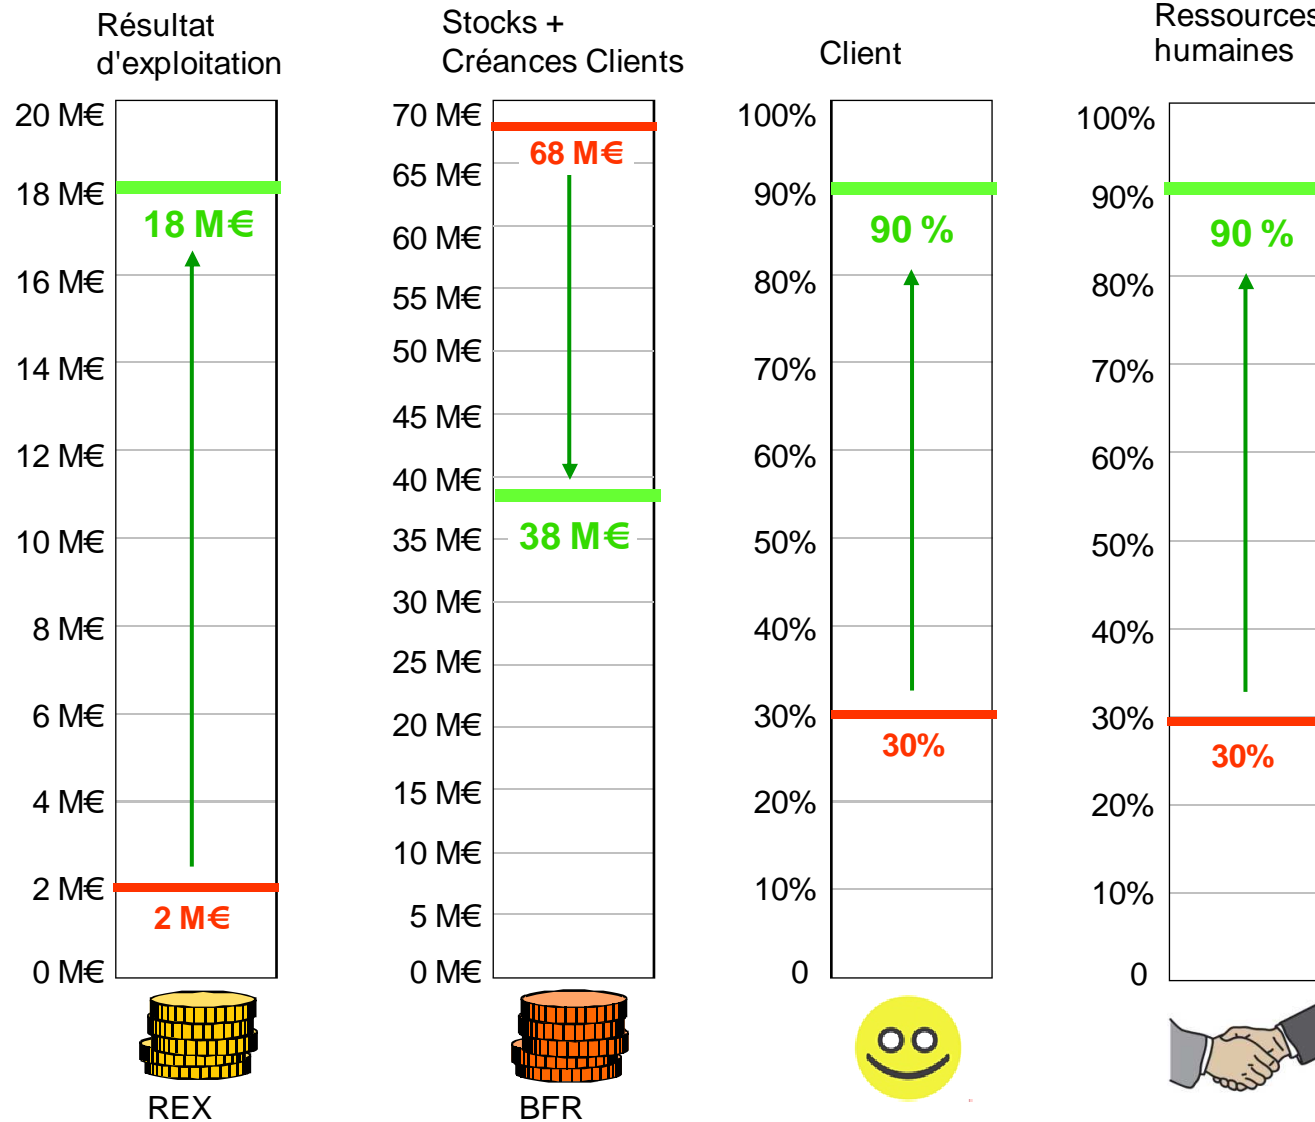 Résultat
d'exploitation
20 M€
18 M€
18 M€
16 M€
14 M€
12 M€
10 M€
8 M€
6 M€
4 M€
2 M€
2 M€
0 M€
REX
Stocks +
Créances Clients
70 M€
68 M€
65 M€
60 M€
55 M€
50 M€
45 M€
40 M€
38 M€
35 M€
30 M€
25 M€
20 M€
15 M€
10 M€
5 M€
0 M€
BFR
Client
100%
90%
90 %
80%
70%
60%
50%
40%
30%
30%
20%
10%
0
Ressources
humaines
100%
90%
90 %
80%
70%
60%
50%
40%
30%
30%
20%
10%
0